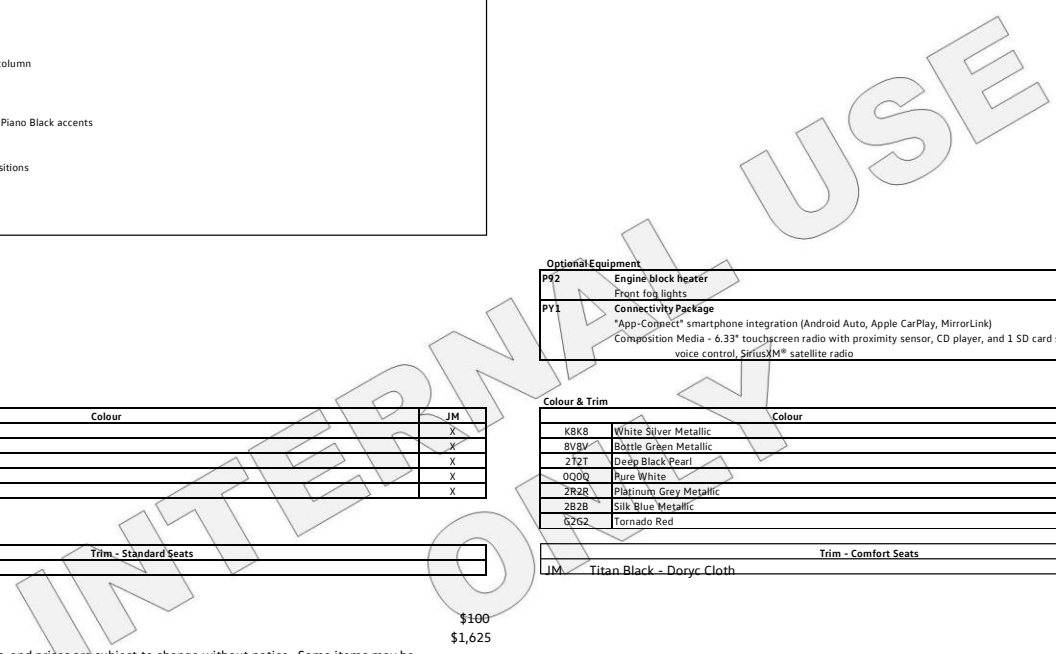 column
Piano Black accents
sitions
Optional Equipment
P92 Engine block heater
Front fog lights
PY1 Connectivity Package
"App-Connect" smartphone integration (Android Auto, Apple CarPlay, MirrorLink)
Composition Media - 6.33" touchscreen radio with proximity sensor, CD player, and 1 SD card s
voice control, SiriusXM® satellite radio
Colour JM
X
X
X
X
X
Colour & Trim
Colour
K8K8 White Silver Metallic
8V8V Bottle Green Metallic
2T2T Deep Black Pearl
0Q0Q Pure White
2R2R Platinum Grey Metallic
2B2B Silk Blue Metallic
G2G2 Tornado Red
Trim - Standard Seats
Trim - Comfort Seats
JM Titan Black - Doryc Cloth
$100
$1,625
and prices are subject to change without notice. Some items may be
INTERNAL USE
ONLY